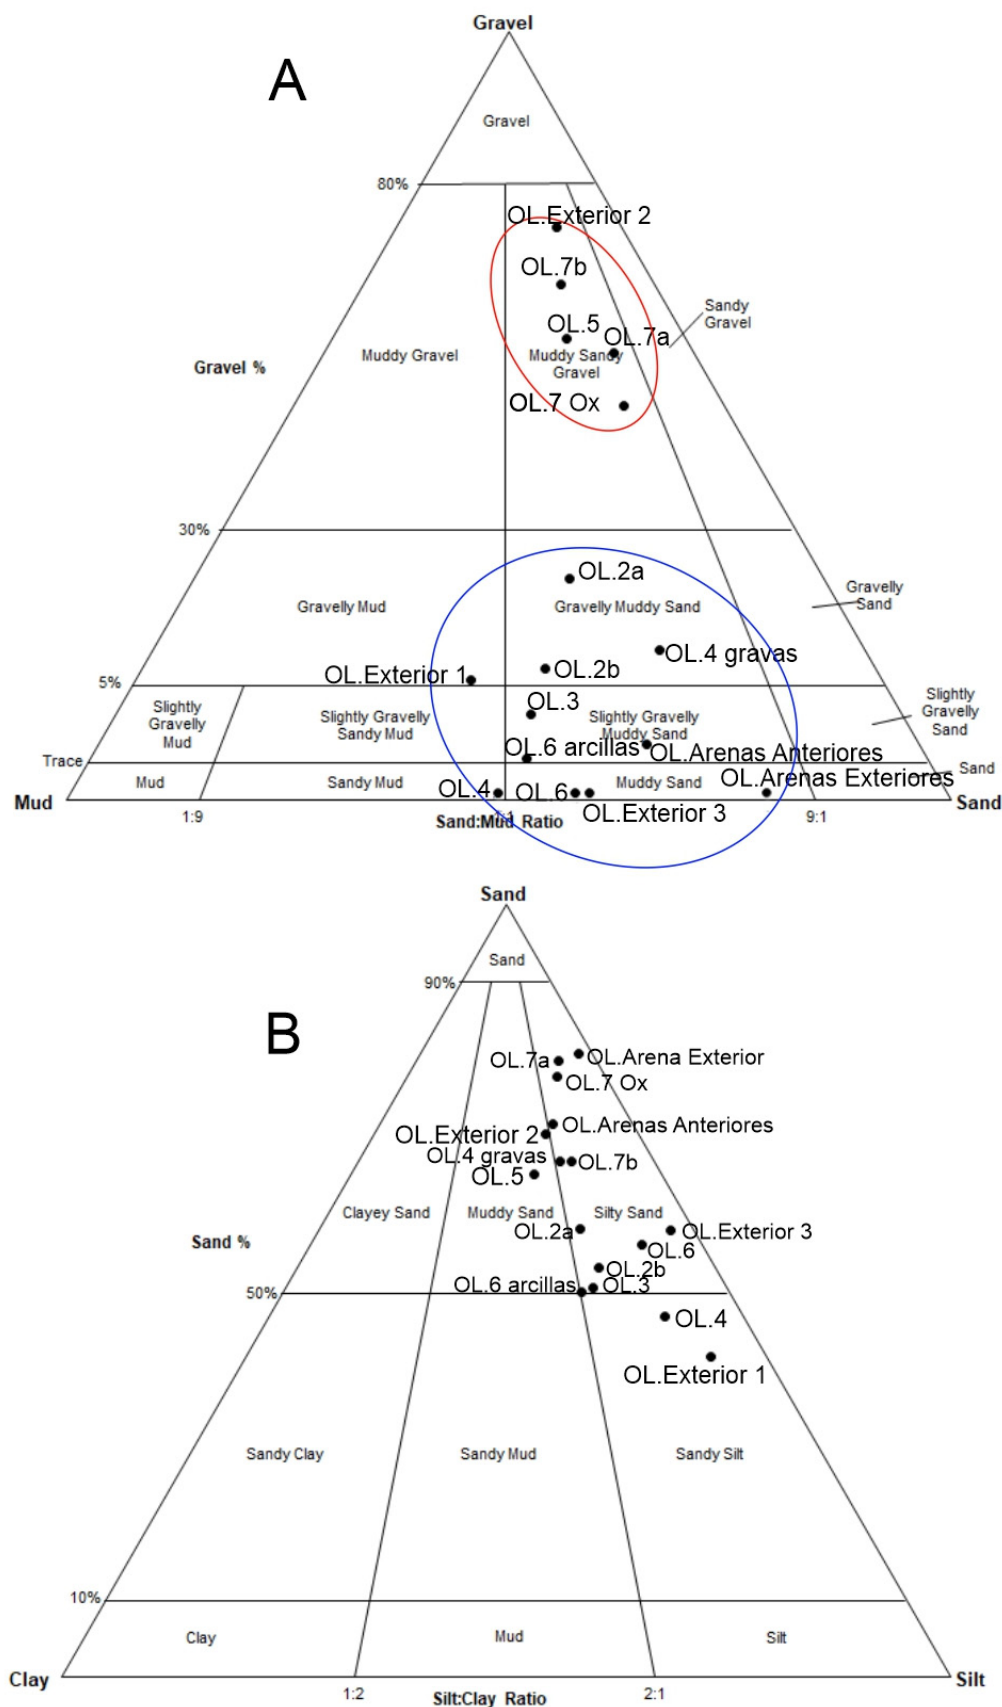 Gravel
A
Gravel
80%
OL.Exterior 2
OL.7b
Sandy
Gravel
OL.5
OL.7a
Gravel %
Muddy Gravel
Muddy Sandy
Gravel
OL.7 Ox
30%
OL.2a
Gravelly Mud
Gravelly Muddy Sand
Gravelly
Sand
OL.4 gravas
OL.Exterior 1
OL.2b
5%
Slightly
Gravelly
Mud
Slightly Gravelly
Sandy Mud
OL.3
Slightly Gravelly
Muddy Sand
Slightly
Gravelly
Sand
OL.6 arcillas
OL.Arenas Anteriores
Trace
Mud
Sandy Mud
Muddy Sand
OL.Arenas Exteriores
Sand
OL.4
OL.6
Mud
Sand
OL.Exterior 3
1:9
Sand:Mud Ratio
9:1
Sand
Sand
90%
B
OL.7a
OL.Arena Exterior
OL.7 Ox
OL.Arenas Anteriores
OL.Exterior 2
OL.4 gravas
OL.7b
OL.5
Clayey Sand
Muddy Sand
Silty Sand
OL.2a
OL.Exterior 3
Sand %
OL.6
OL.2b
OL.6 arcillas
OL.3
50%
OL.4
OL.Exterior 1
Sandy Clay
Sandy Mud
Sandy Silt
10%
Clay
Mud
Silt
Clay
Silt
1:2
Silt:Clay Ratio
2:1